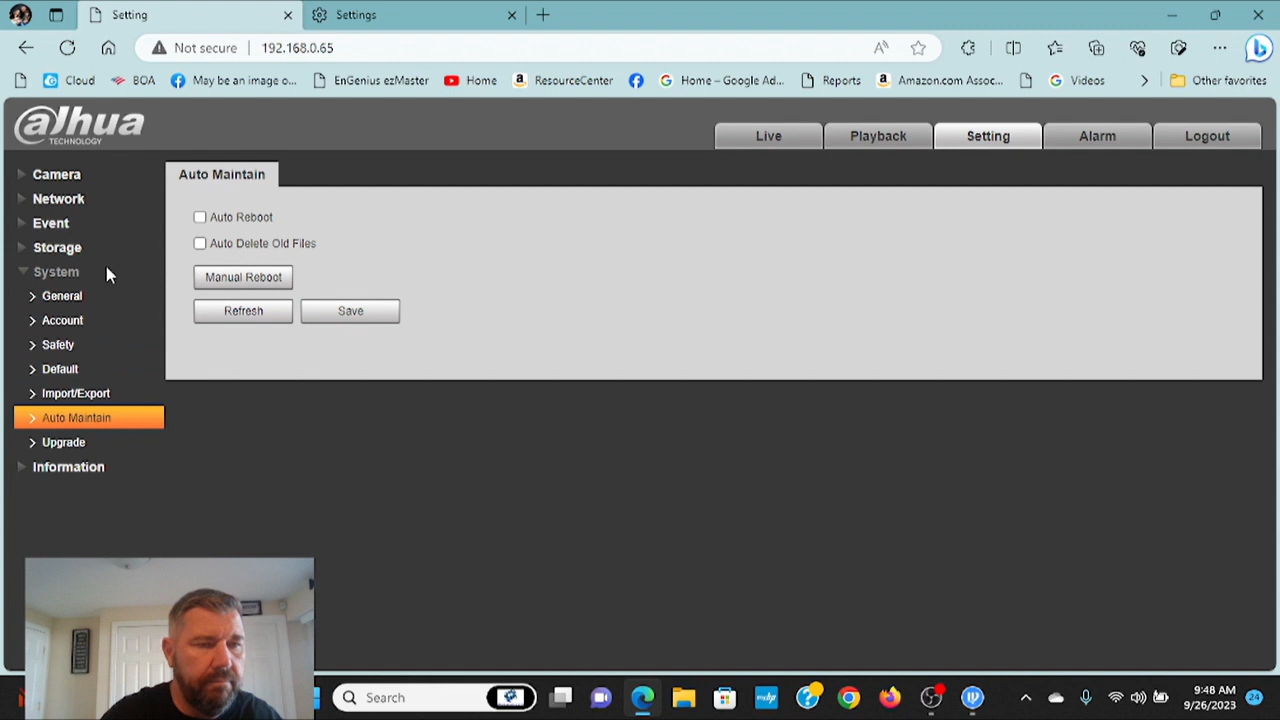 Setting
Settings
Not secure
192.168.0.65
Cloud
BOA
May be an image o...
EnGenius ezMaster
Home
ResourceCenter
Home – Google Ad...
Reports
Amazon.com Assoc...
Videos
Other favorites
alhua
TECHNOLOGY
Live
Playback
Setting
Alarm
Logout
Camera
Network
Event
Storage
System
General
Account
Safety
Default
Import/Export
Auto Maintain
Upgrade
Information
Auto Maintain
Auto Reboot
Auto Delete Old Files
Manual Reboot
Refresh
Save
Search
9:48 AM
9/26/2023
24